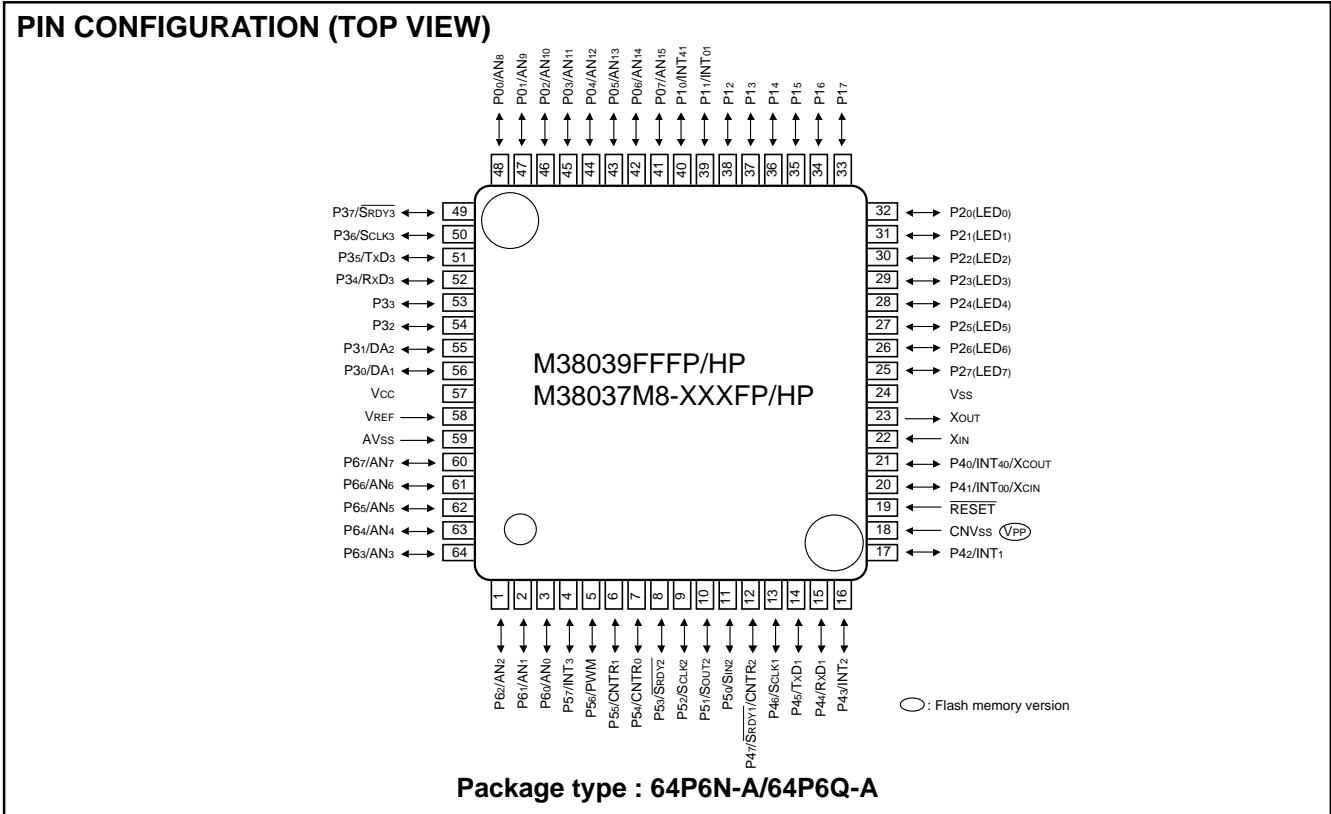 PIN CONFIGURATION (TOP VIEW)
P00/AN8
P01/AN9
P02/AN10
P03/AN11
P04/AN12
P05/AN13
P06/AN14
P07/AN15
P10/INT41
P11/INT01
P12
P13
P14
P15
P16
P17
48
47
46
45
44
43
42
41
40
39
38
37
36
35
34
33
P37/SRDY3 49
P36/SCLK3 50
P35/TXD3 51
P34/RXD3 52
P33 53
P32 54
P31/DA2 55
P30/DA1 56
VCC 57
VREF 58
AVSS 59
P67/AN7 60
P66/AN6 61
P65/AN5 62
P64/AN4 63
P63/AN3 64
M38039FFFP/HP
M38037M8-XXXFP/HP
32 P20(LED0)
31 P21(LED1)
30 P22(LED2)
29 P23(LED3)
28 P24(LED4)
27 P25(LED5)
26 P26(LED6)
25 P27(LED7)
24 VSS
23 XOUT
22 XIN
21 P40/INT40/XCOUT
20 P41/INT00/XCIN
19 RESET
18 CNVSS VPP
17 P42/INT1
1
2
3
4
5
6
7
8
9
10
11
12
13
14
15
16
P62/AN2
P61/AN1
P60/AN0
P57/INT3
P56/PWM
P55/CNTR1
P54/CNTR0
P53/SRDY2
P52/SCLK2
P51/SOUT2
P50/SIN2
P47/SRDY1/CNTR2
P46/SCLK1
P45/TXD1
P44/RXD1
P43/INT2
: Flash memory version
Package type : 64P6N-A/64P6Q-A